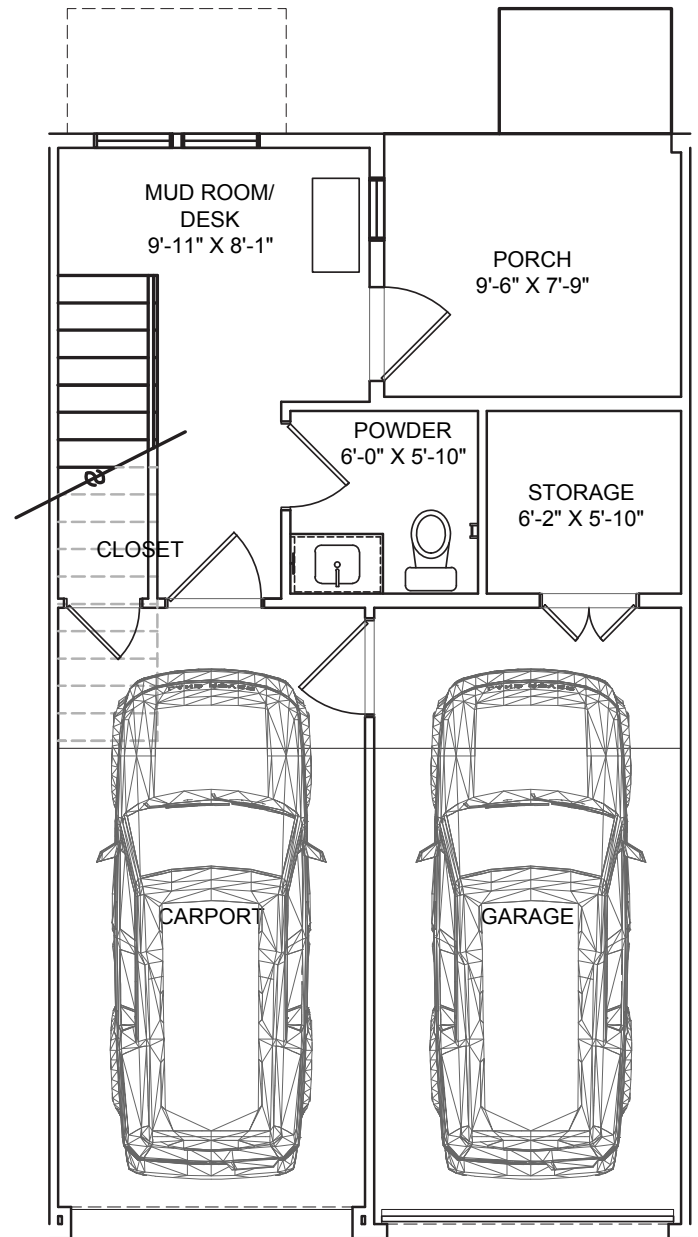 MUD ROOM/
DESK
9'-11" X 8'-1"
PORCH
9'-6" X 7'-9"
POWDER
6'-0" X 5'-10"
STORAGE
6'-2" X 5'-10"
CLOSET
CARPORT
GARAGE